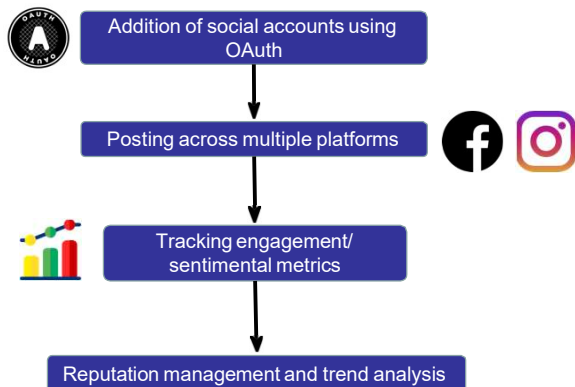 OAUTH
A
OAUTH
Addition of social accounts using
OAuth
Posting across multiple platforms
Tracking engagement/
sentimental metrics
Reputation management and trend analysis